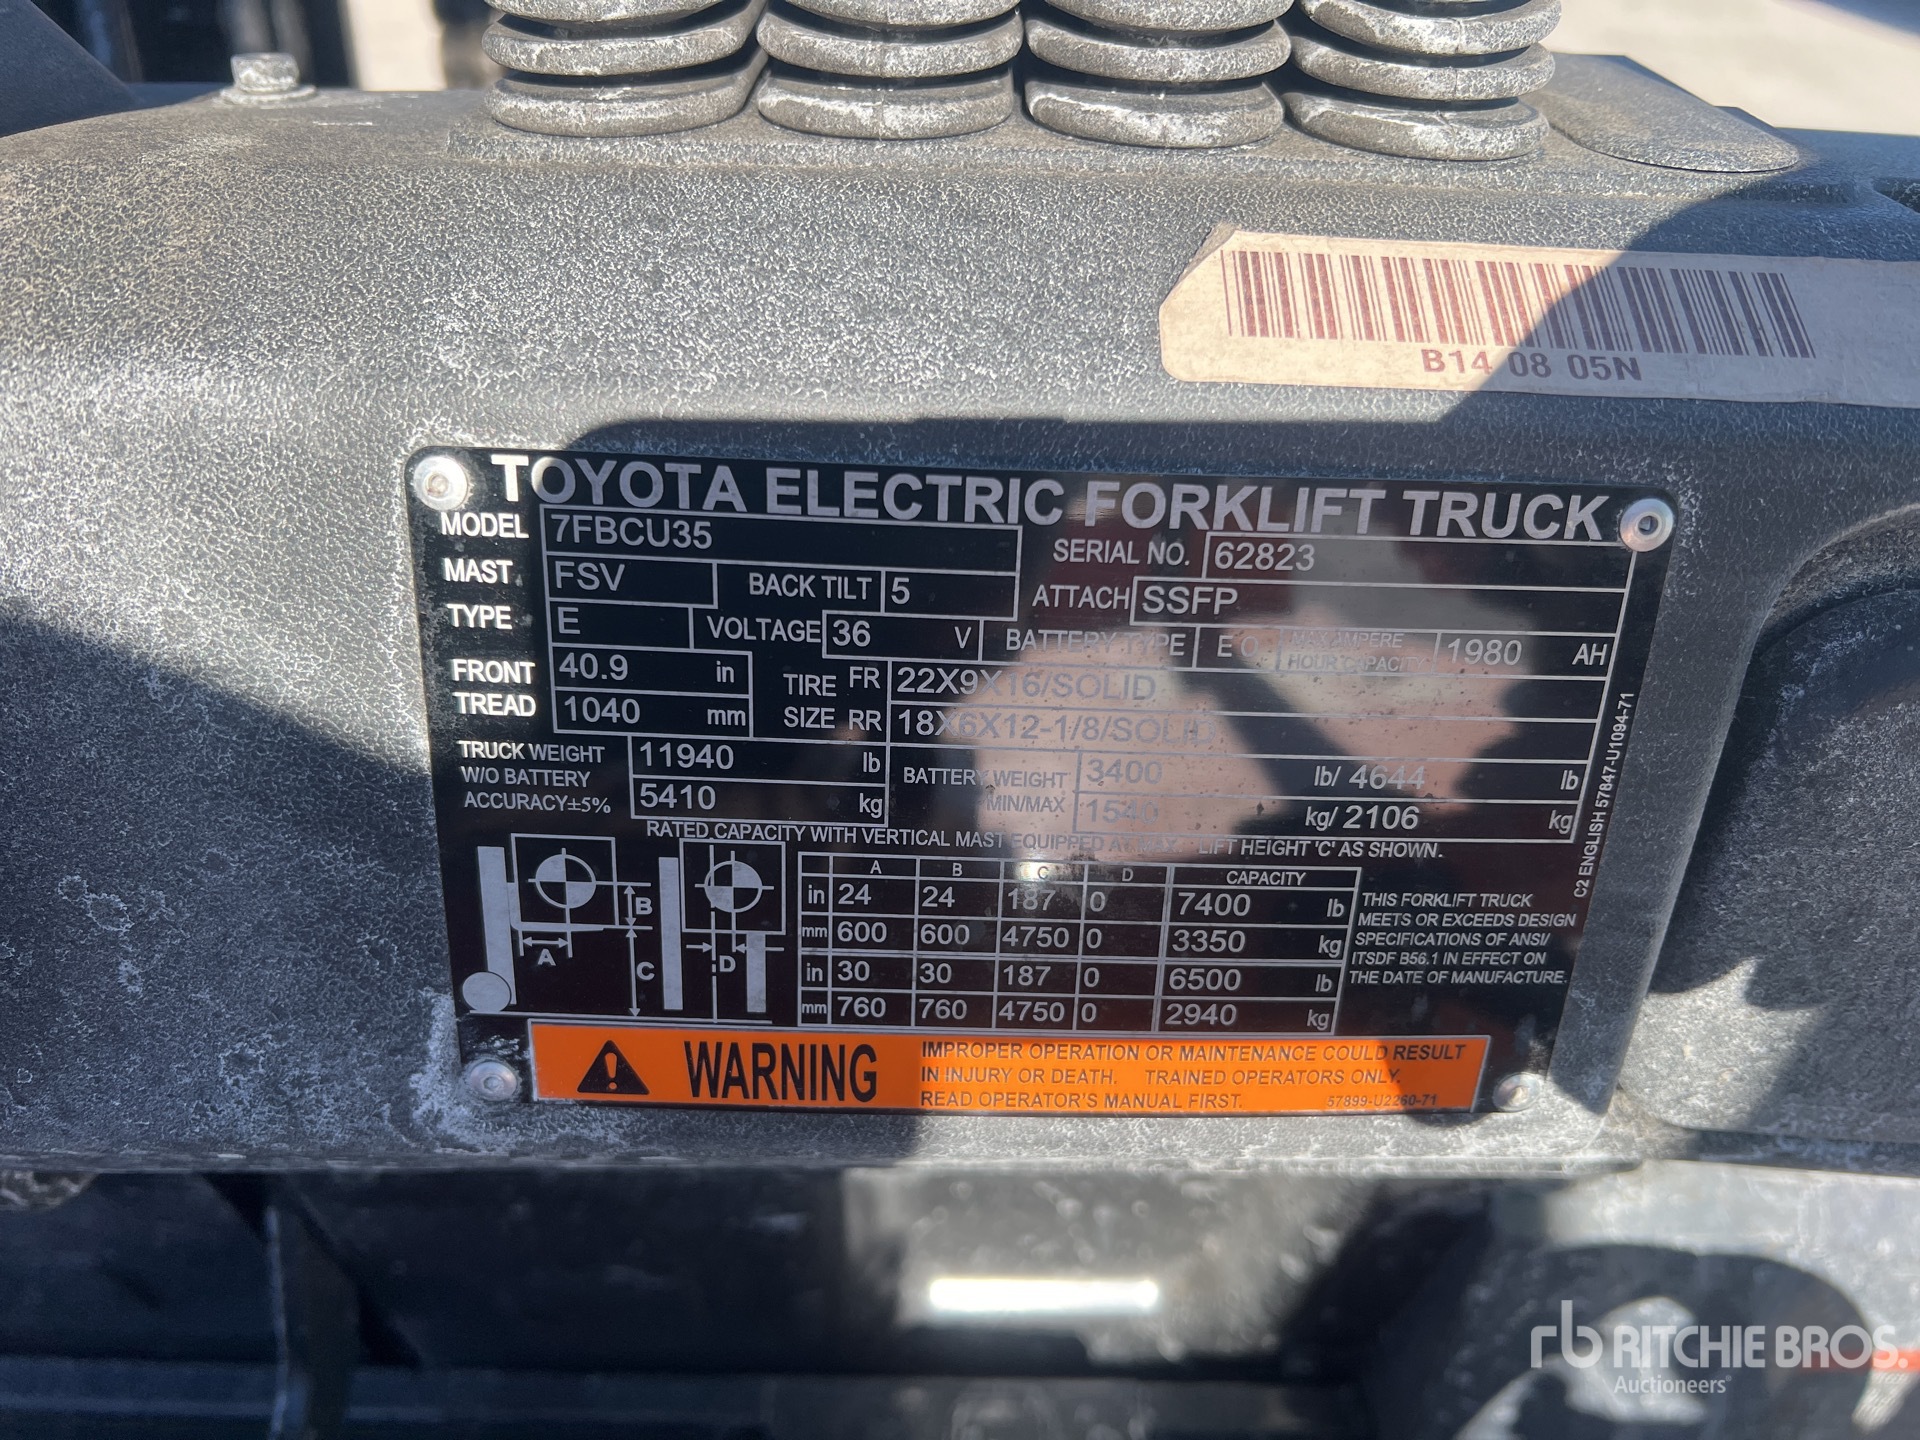 B14 08 05N
TOYOTA ELECTRIC FORKLIFT TRUCK
MODEL 7FBCU35 SERIAL NO. 62823
MAST FSV BACK TILT 5 ATTACH SSFP
TYPE E VOLTAGE 36 V BATTERY TYPE E O MAX AMPERE HOUR CAPACITY 1980 AH
FRONT TREAD 40.9 in TIRE SIZE FR 22X9X16/SOLID
1040 mm RR 18X6X12-1/8/SOLID
TRUCK WEIGHT W/O BATTERY ACCURACY±5% 11940 lb BATTERY WEIGHT MIN/MAX 3400 lb/ 4644 lb
5410 kg 1540 kg/ 2106 kg
RATED CAPACITY WITH VERTICAL MAST EQUIPPED AT MAX. LIFT HEIGHT 'C' AS SHOWN.
A B C D CAPACITY
in 24 24 187 0 7400 lb
mm 600 600 4750 0 3350 kg
in 30 30 187 0 6500 lb
mm 760 760 4750 0 2940 kg
B
A
C
D
THIS FORKLIFT TRUCK
MEETS OR EXCEEDS DESIGN
SPECIFICATIONS OF ANSI/
ITSDF B56.1 IN EFFECT ON
THE DATE OF MANUFACTURE.
C2 ENGLISH 57847-U1094-71
WARNING
IMPROPER OPERATION OR MAINTENANCE COULD RESULT
IN INJURY OR DEATH. TRAINED OPERATORS ONLY.
READ OPERATOR'S MANUAL FIRST. 57899-U2260-71
rb RITCHIE BROS.
Auctioneers